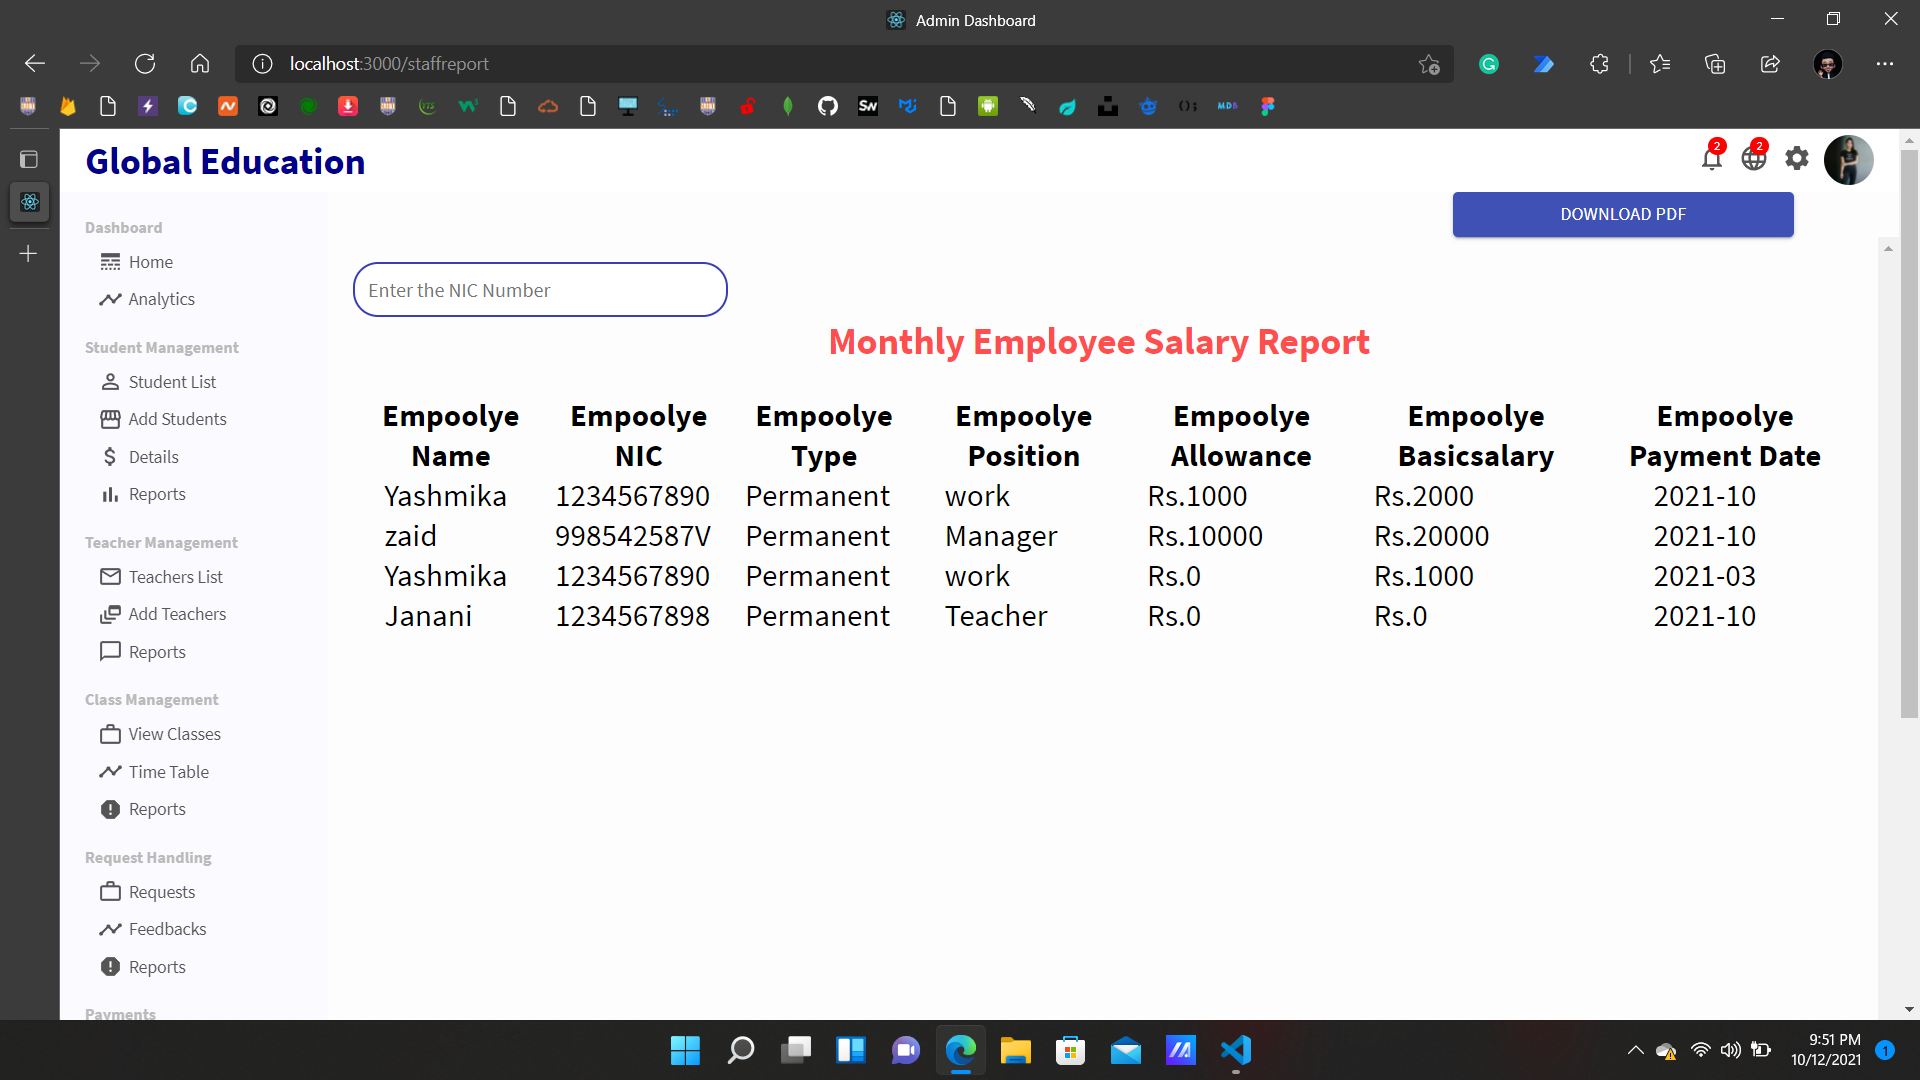 Admin Dashboard
localhost:3000/staffreport
Global Education
2
2
DOWNLOAD PDF
Dashboard
Home
Analytics
Student Management
Student List
Add Students
Details
Reports
Teacher Management
Teachers List
Add Teachers
Reports
Class Management
View Classes
Time Table
Reports
Request Handling
Requests
Feedbacks
Reports
Payments
Enter the NIC Number
Monthly Employee Salary Report
Empoolye Name Empoolye NIC Empoolye Type Empoolye Position Empoolye Allowance Empoolye Basicsalary Empoolye Payment Date
Yashmika 1234567890 Permanent work Rs.1000 Rs.2000 2021-10
zaid 998542587V Permanent Manager Rs.10000 Rs.20000 2021-10
Yashmika 1234567890 Permanent work Rs.0 Rs.1000 2021-03
Janani 1234567898 Permanent Teacher Rs.0 Rs.0 2021-10
9:51 PM
10/12/2021
1